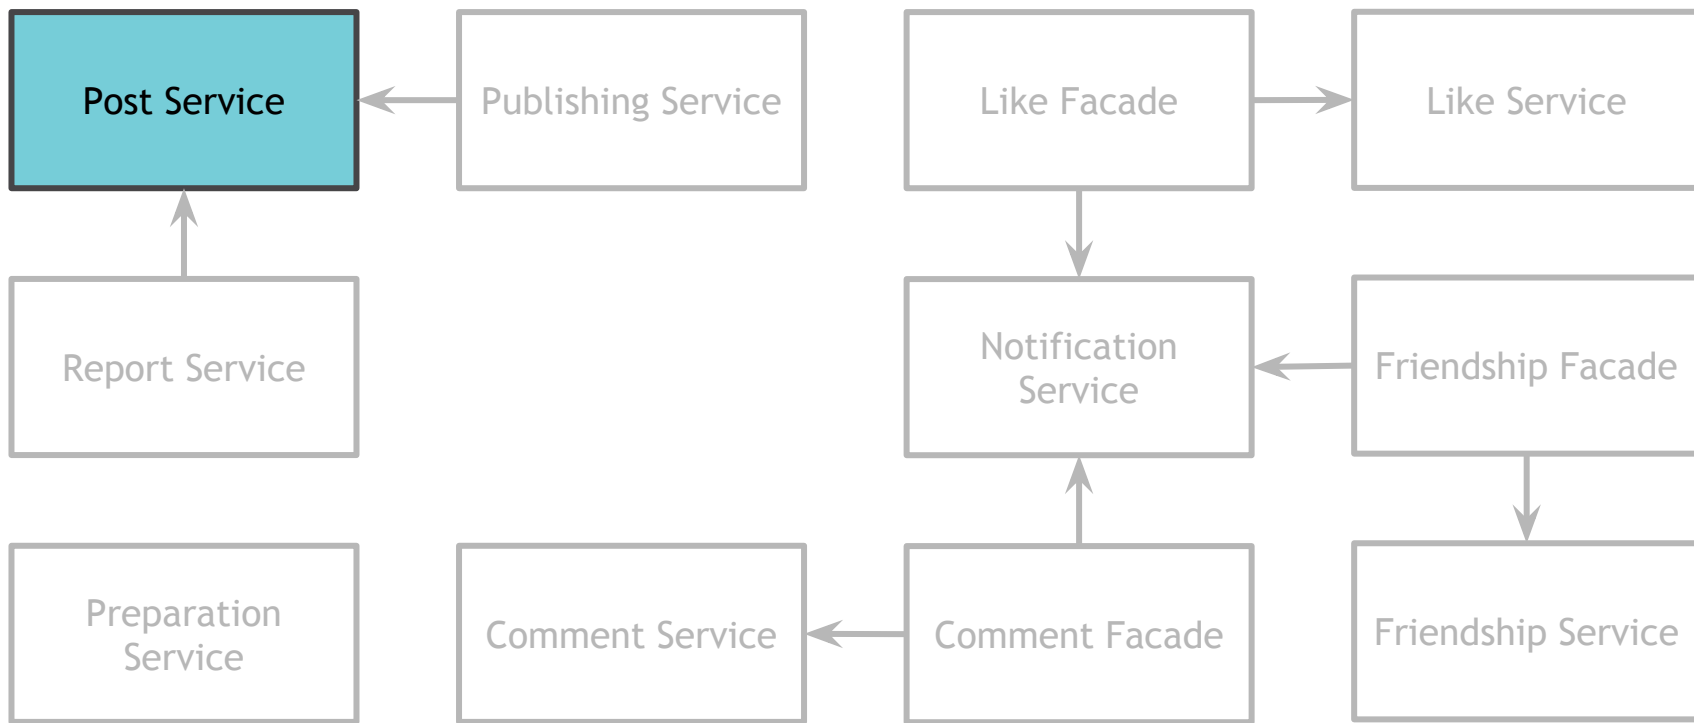 Post Service
Publishing Service
Like Facade
Like Service
Report Service
Notification
Service
Friendship Facade
Preparation
Service
Comment Service
Comment Facade
Friendship Service